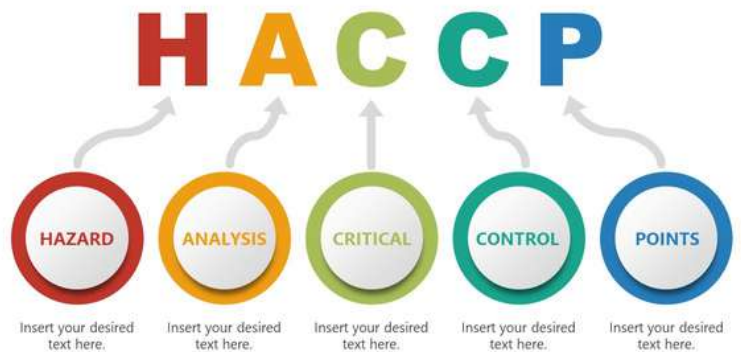 HACCP
HAZARD ANALYSIS CRITICAL CONTROL POINTS
Insert your desired Insert your desired Insert your desired Insert your desired Insert your desired
text here. text here. text here. text here. text here.